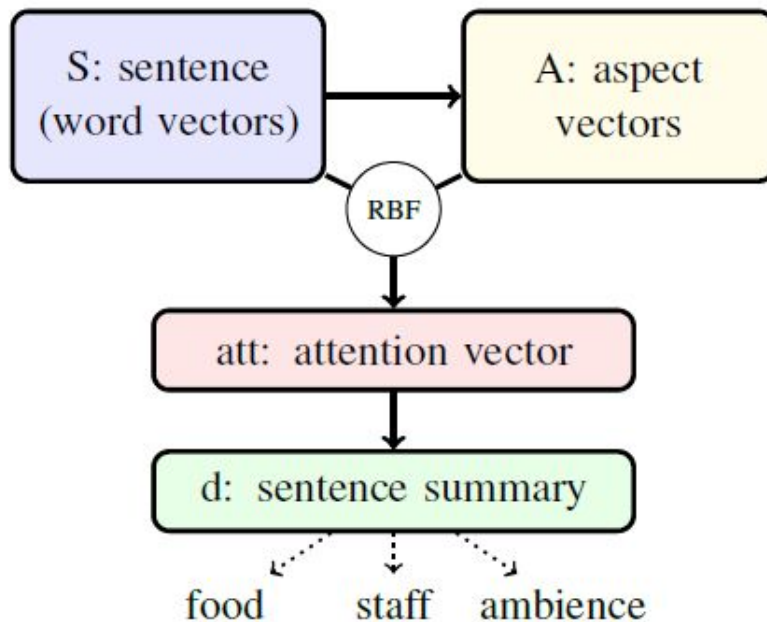 S: sentence
(word vectors)
A: aspect
vectors
RBF
att: attention vector
d: sentence summary
food staff ambience